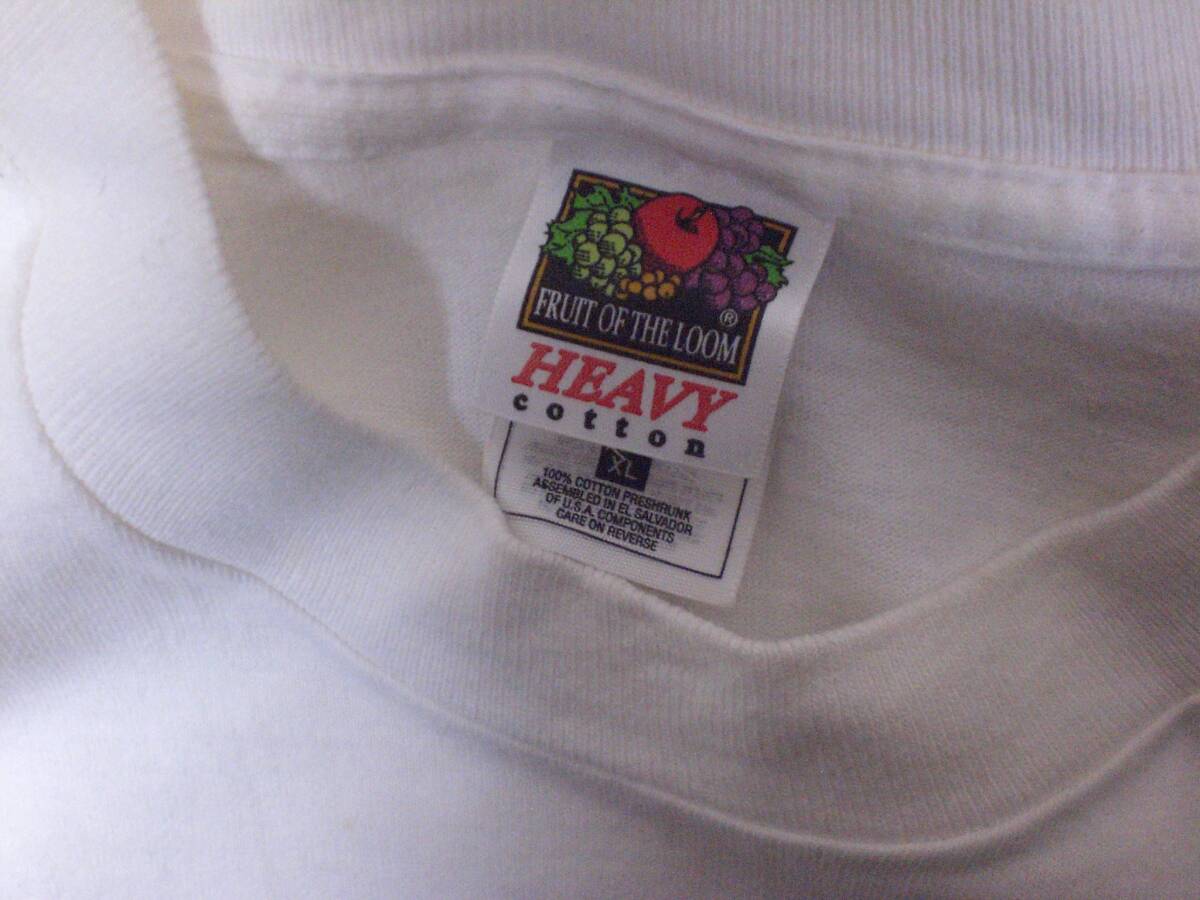 FRUIT OF THE LOOM ®
HEAVY
cotton
XL
100% COTTON PRESHRUNK
ASSEMBLED IN EL SALVADOR
OF U.S.A. COMPONENTS
CARE ON REVERSE